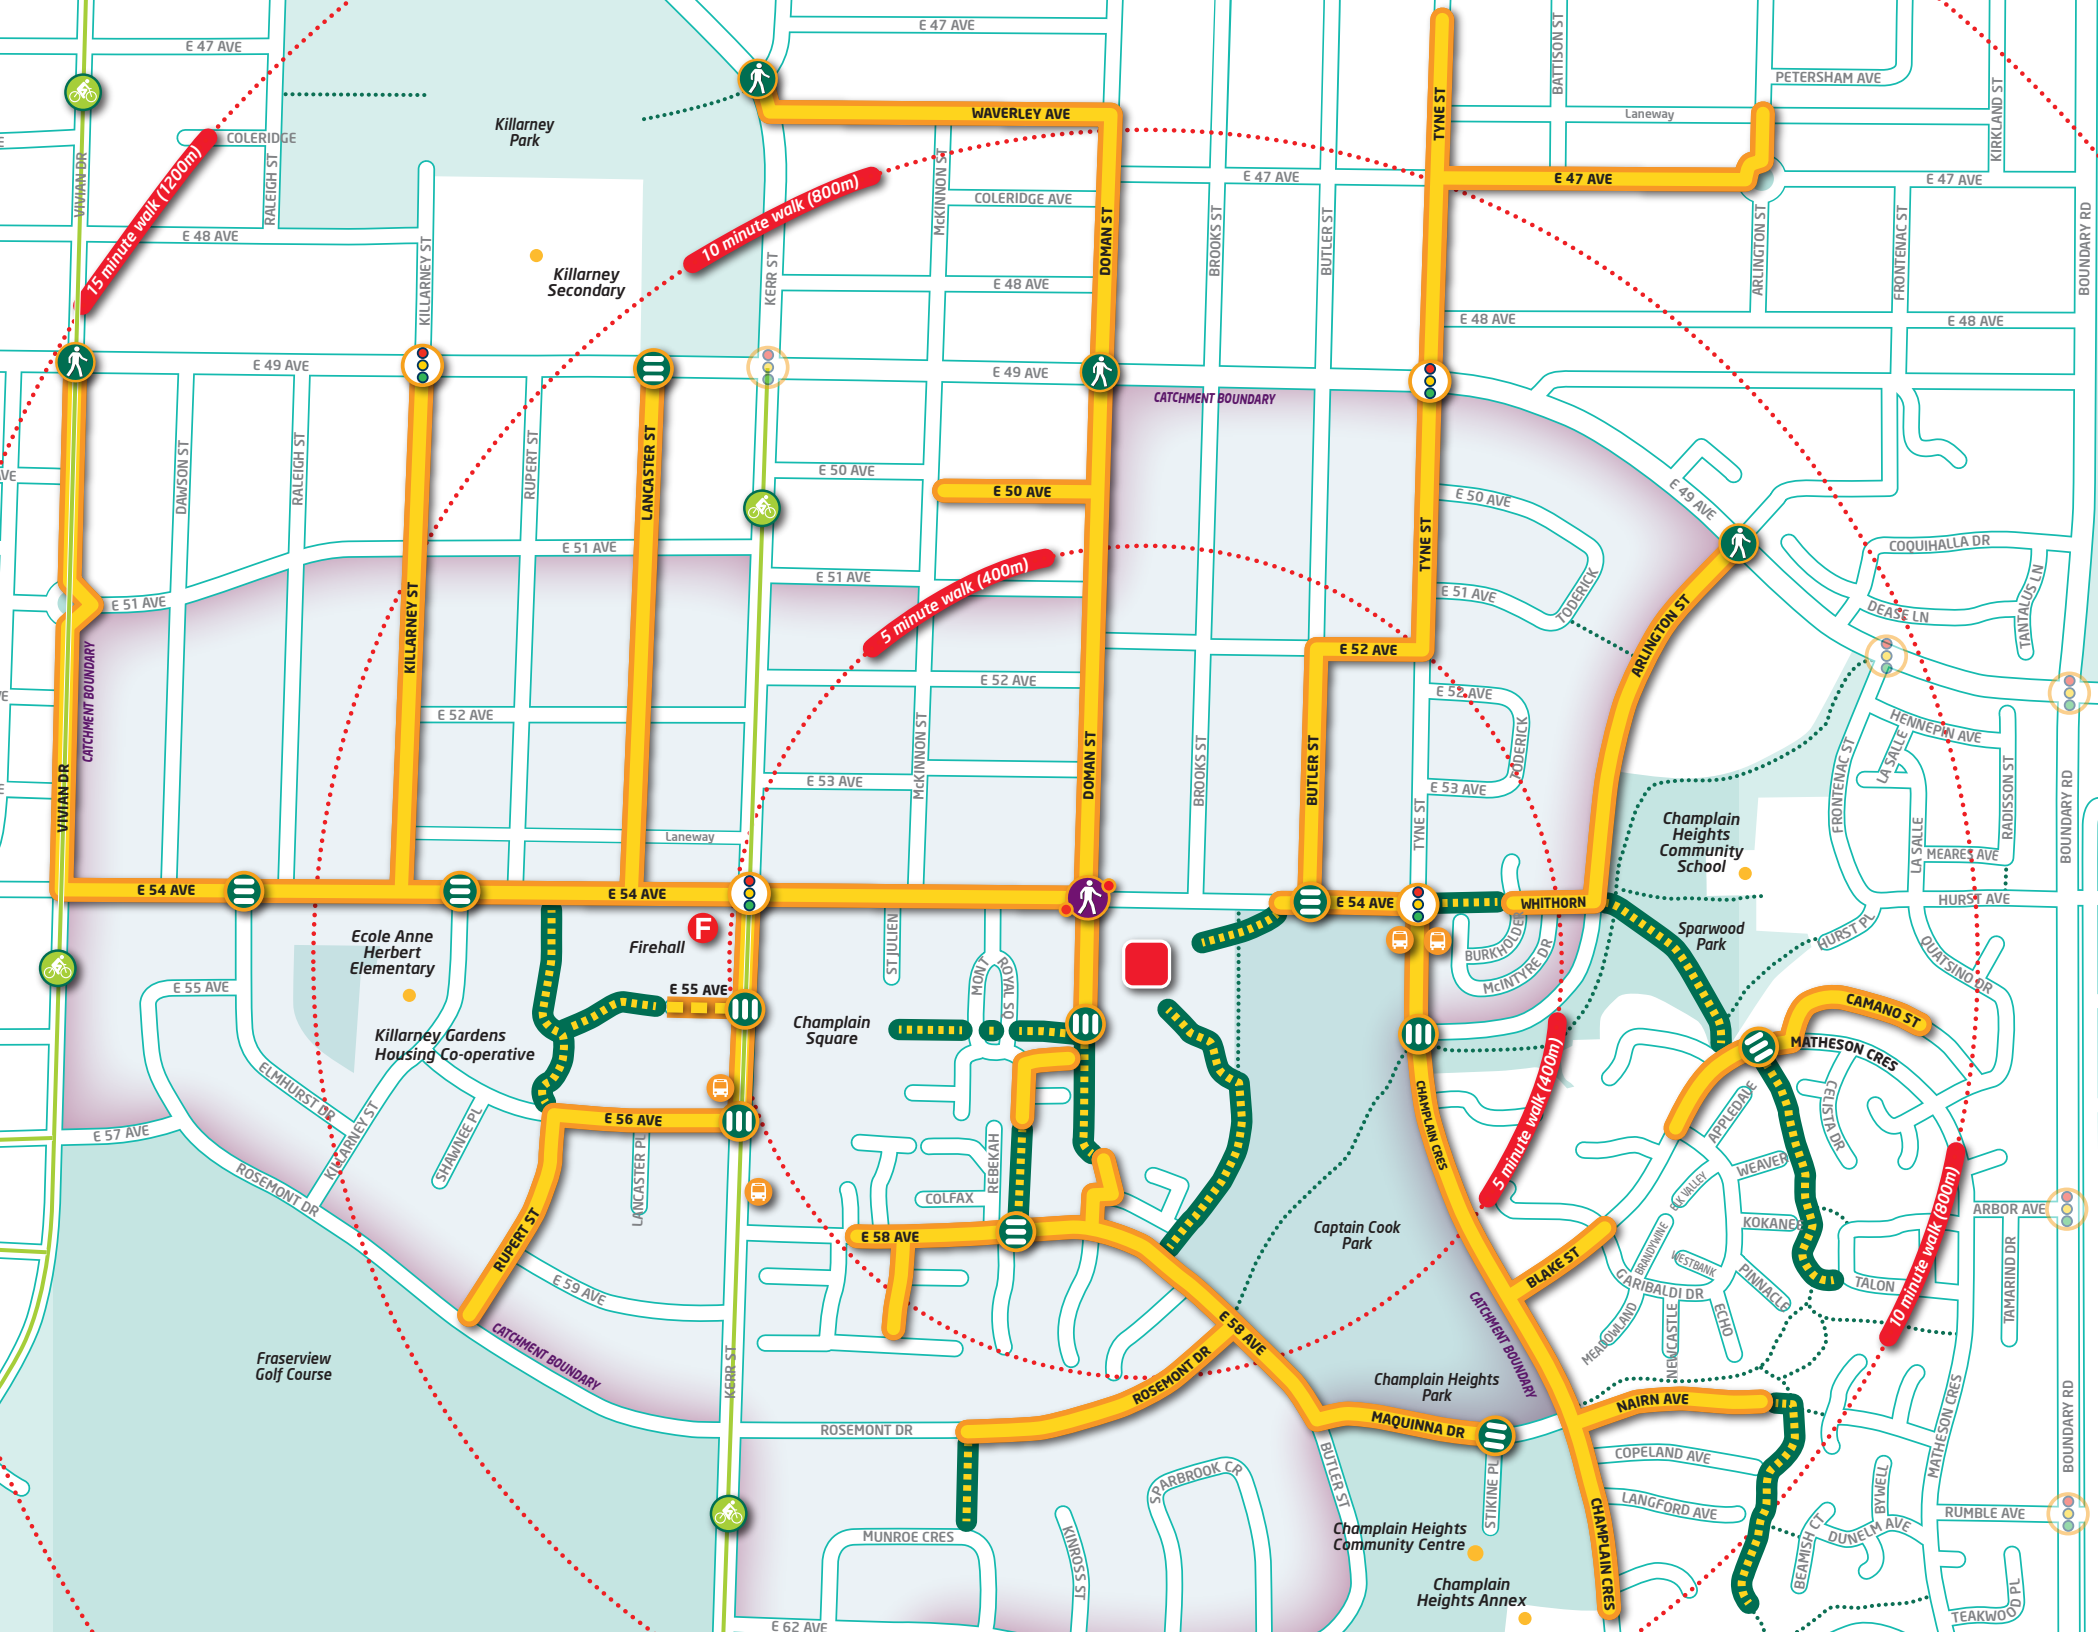 E 47 AVE
E 47 AVE
BATTISON ST
PETERSHAM AVE
TYNE ST
Laneway
KIRKLAND ST
WAVERLEY AVE
Killarney
Park
COLERIDGE
VIVIAN DR
RALEIGH ST
15 minute walk (1200m)
10 minute walk (800m)
McKINNON ST
E 47 AVE
E 47 AVE
E 47 AVE
COLERIDGE AVE
DOMAN ST
BROOKS ST
BUTLER ST
ARLINGTON ST
FRONTENAC ST
BOUNDARY RD
E 48 AVE
KILLARNEY ST
Killarney
Secondary
KERR ST
E 48 AVE
E 48 AVE
E 48 AVE
E 49 AVE
E 49 AVE
CATCHMENT BOUNDARY
DAWSON ST
RALEIGH ST
RUPERT ST
LANCASTER ST
E 50 AVE
E 50 AVE
E 50 AVE
E 49 AVE
TYNE ST
E 51 AVE
E 51 AVE
E 51 AVE
E 51 AVE
5 minute walk (400m)
TODERICK
COQUIHALLA DR
TANTALUS LN
DEASE LN
KILLARNEY ST
CATCHMENT BOUNDARY
ARLINGTON ST
E 52 AVE
E 52 AVE
E 52 AVE
E 52 AVE
TODERICK
HENNEPIN AVE
LA SALLE
FRONTENAC ST
RADISSON ST
BOUNDARY RD
VIVIAN DR
McKINNON ST
DOMAN ST
BROOKS ST
BUTLER ST
TYNE ST
E 53 AVE
E 53 AVE
Laneway
Champlain
Heights
Community
School
LA SALLE
MEARES AVE
E 54 AVE
E 54 AVE
E 54 AVE
WHITHORN
HURST AVE
Ecole Anne
Herbert
Elementary
Firehall
F
ST JULIEN
MONT
ROYAL SQ
BURKHOLDER
McINTYRE DR
Sparwood
Park
HURST PL
QUATSINO DR
E 55 AVE
E 55 AVE
Killarney Gardens
Housing Co-operative
Champlain
Square
CAMANO ST
MATHESON CRES
5 minute walk (400m)
ELMHURST DR
KILLARNEY ST
SHAWNEE PL
E 56 AVE
LANCASTER PL
E 57 AVE
ROSEMONT DR
REBEKAH
COLFAX
CHAMPLAIN CRES
APPLEDALE
CELISTA DR
WEAVER
ELK VALLEY
KOKANEE
10 minute walk (800m)
ARBOR AVE
RUPERT ST
E 58 AVE
Captain Cook
Park
BLAKE ST
BRANDIWINE
WESTBANK
GARIBALDI DR
PINNACLE
TALON
TAMARIND DR
E 59 AVE
CATCHMENT BOUNDARY
E 58 AVE
ROSEMONT DR
CATCHMENT BOUNDARY
MEADOWLAND
NEWCASTLE
ECHO
Fraserview
Golf Course
KERR ST
Champlain Heights
Park
NAIRN AVE
MATHESON CRES
BOUNDARY RD
ROSEMONT DR
MAQUINNA DR
COPELAND AVE
SPARBROOK CR
BUTLER ST
STIKINE PL
LANGFORD AVE
BYWELL
RUMBLE AVE
MUNROE CRES
KINROSS ST
Champlain Heights
Community Centre
CHAMPLAIN CRES
BEAMISH CT
DUNELM AVE
Champlain
Heights Annex
TEAKWOOD PL
E 62 AVE